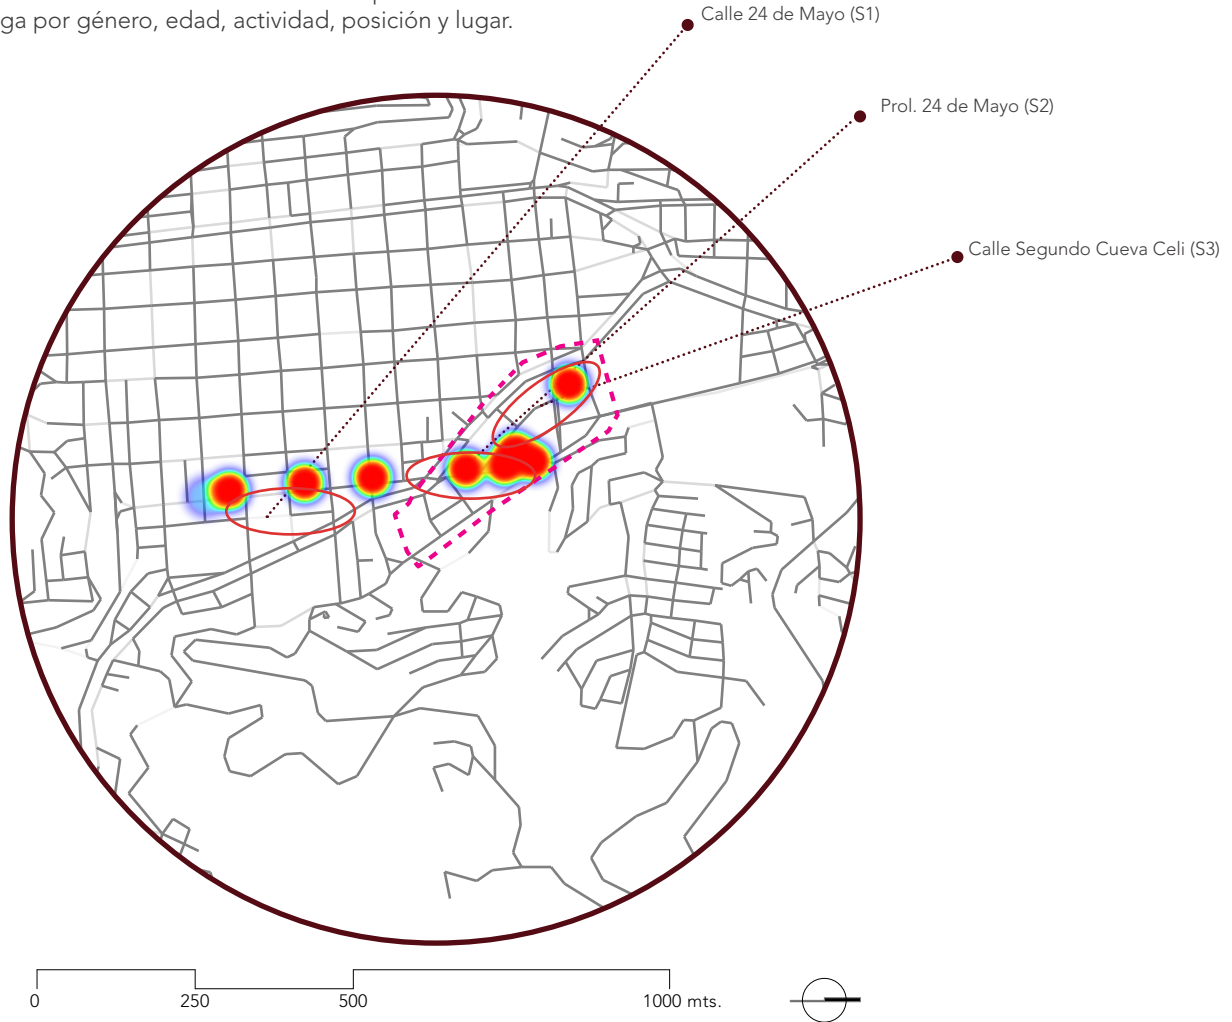 ga por género, edad, actividad, posición y lugar.
Calle 24 de Mayo (S1)
Prol. 24 de Mayo (S2)
Calle Segundo Cueva Celi (S3)
0
250
500
1000 mts.